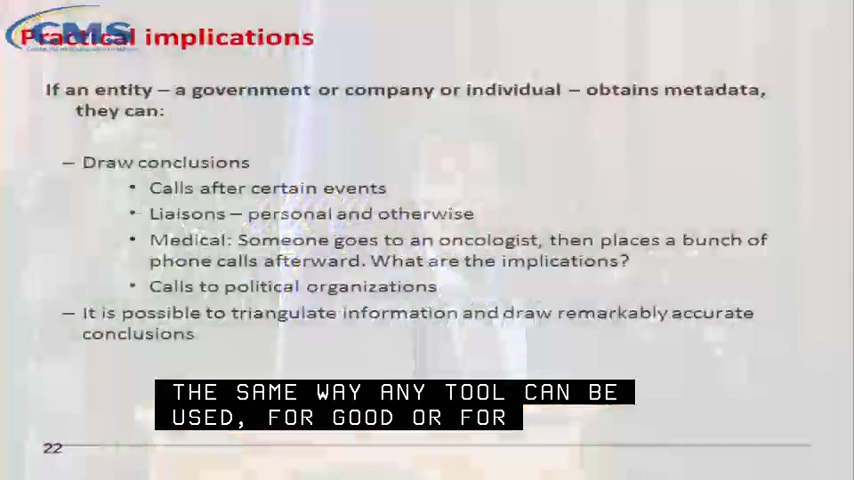 CMS
Practical implications
If an entity – a government or company or individual – obtains metadata,
they can:
– Draw conclusions
• Calls after certain events
• Liaisons – personal and otherwise
• Medical: Someone goes to an oncologist, then places a bunch of
phone calls afterward. What are the implications?
• Calls to political organizations
– It is possible to triangulate information and draw remarkably accurate
conclusions
THE SAME WAY ANY TOOL CAN BE
USED, FOR GOOD OR FOR
22